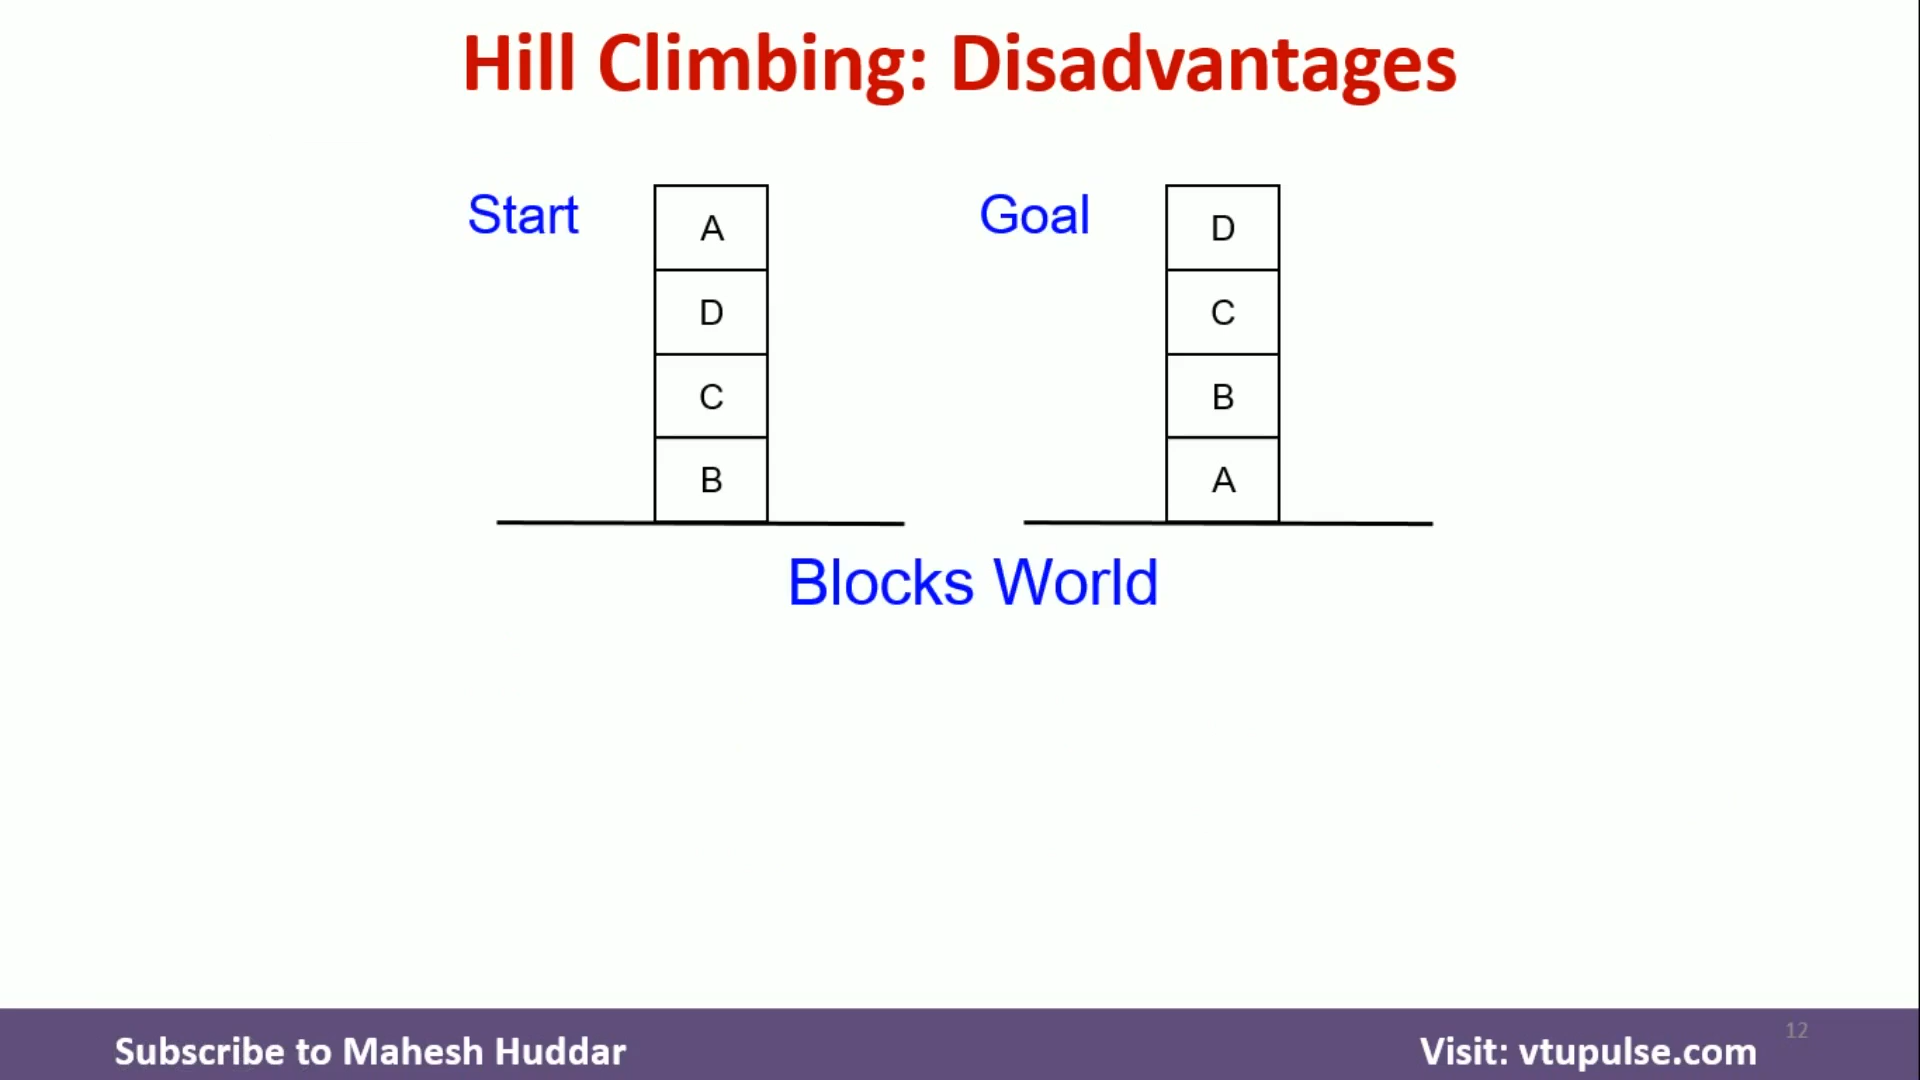 Hill Climbing: Disadvantages
Start
A
D
C
B
Goal
D
C
B
A
Blocks World
Subscribe to Mahesh Huddar
Visit: vtupulse.com
12